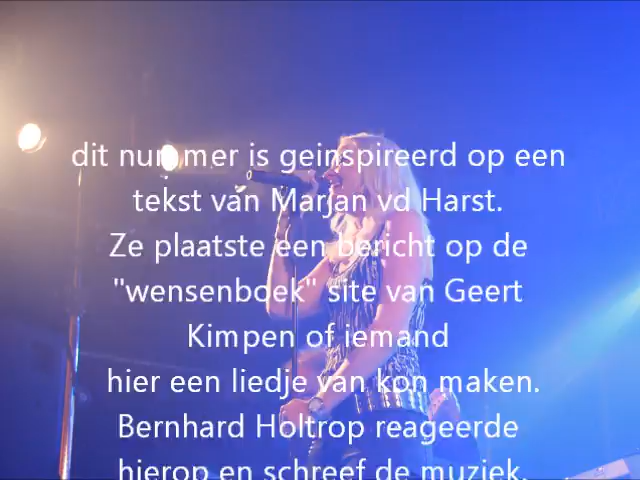 dit nummer is geinspireerd op een
tekst van Marjan vd Harst.
Ze plaatste een bericht op de
"wensenboek" site van Geert
Kimpen of iemand
hier een liedje van kon maken.
Bernhard Holtrop reageerde
hierop en schreef de muziek.